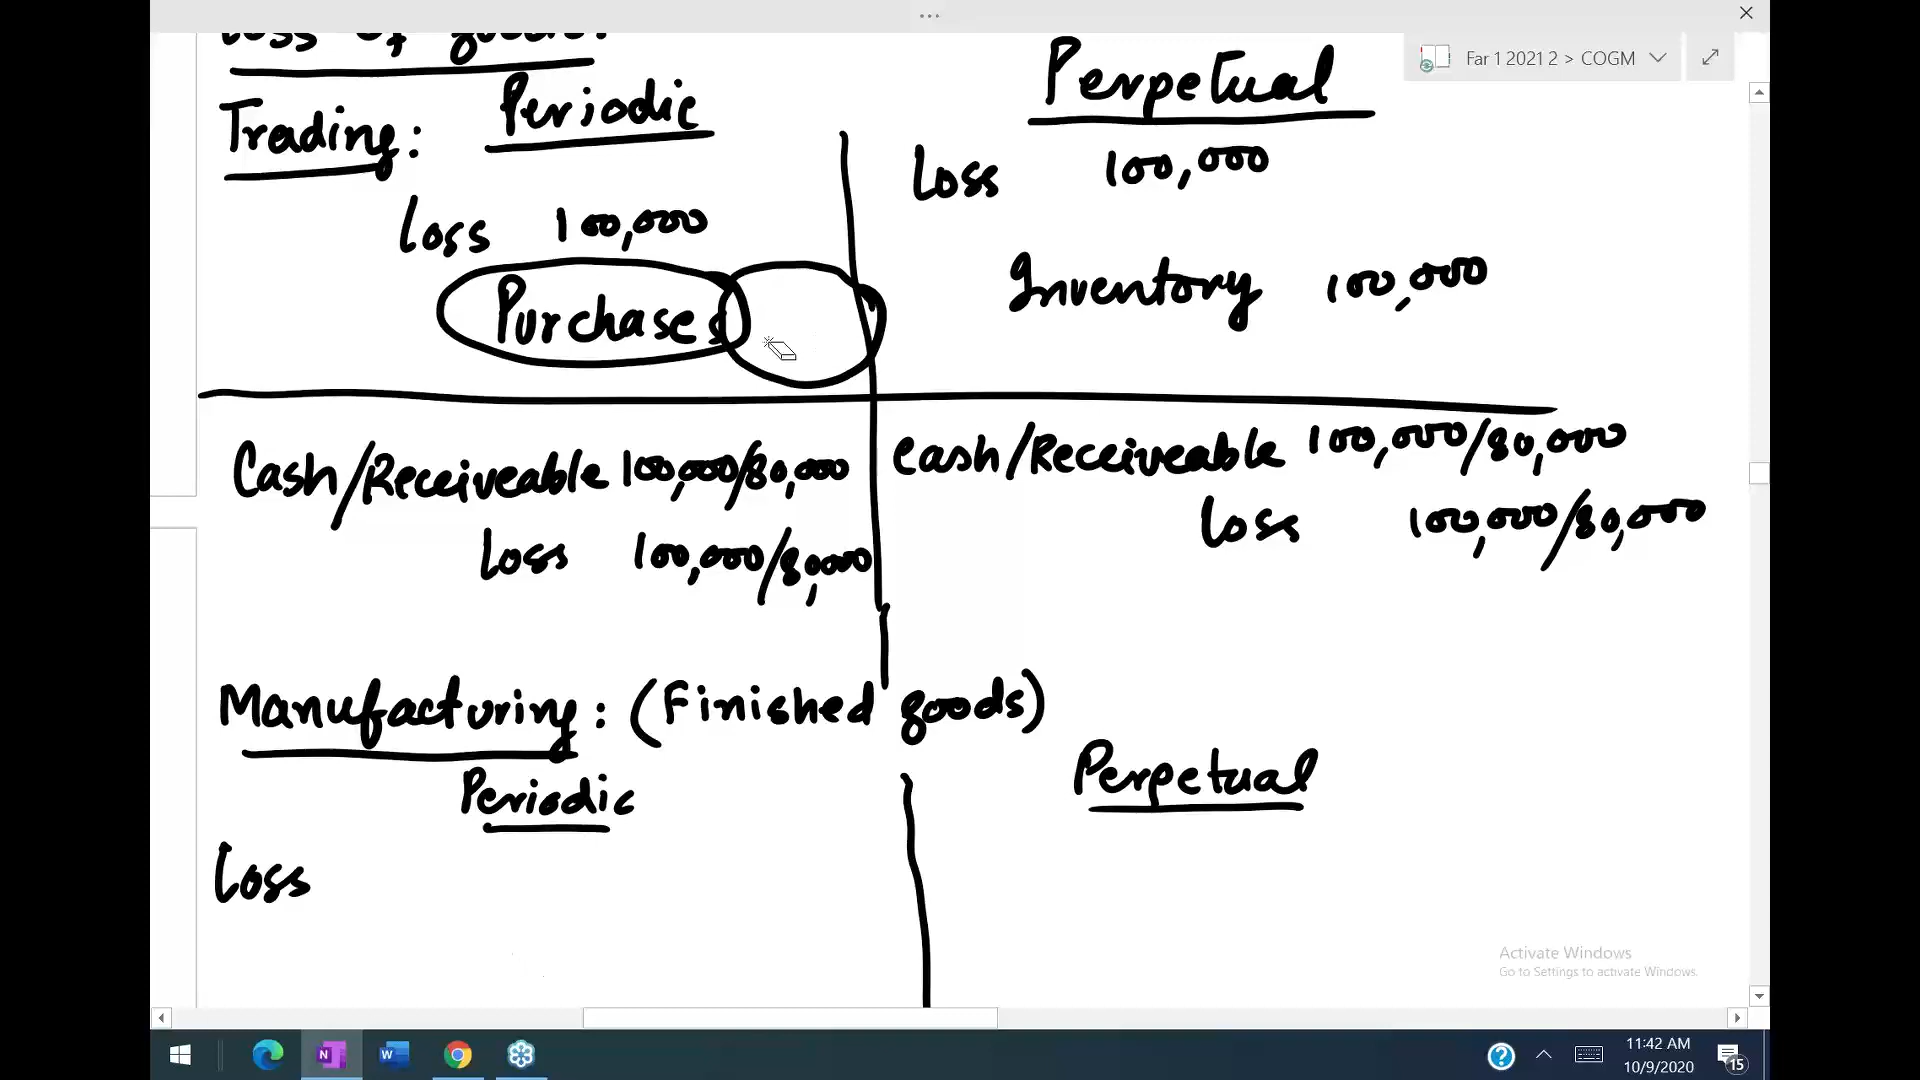 Far 1 2021 2 > COGM
Loss of goods:
Trading: Periodic
Perpetual
Loss 100,000
Loss 100,000
Purchases
Inventory 100,000
Cash/Receiveable 100,000/80,000
Loss 100,000/80,000
Cash/Receiveable 100,000/80,000
Loss 100,000/80,000
Manufacturing: (Finished goods)
Periodic
Perpetual
Loss
Activate Windows
Go to Settings to activate Windows.
11:42 AM
10/9/2020
15